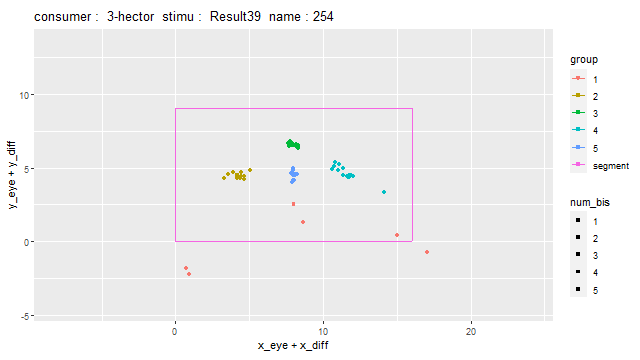 consumer : 3-hector stimu : Result39 name : 254
y_eye + y_diff
10
5
0
-5
0
10
20
x_eye + x_diff
group
1
2
3
4
5
segment
num_bis
1
2
3
4
5